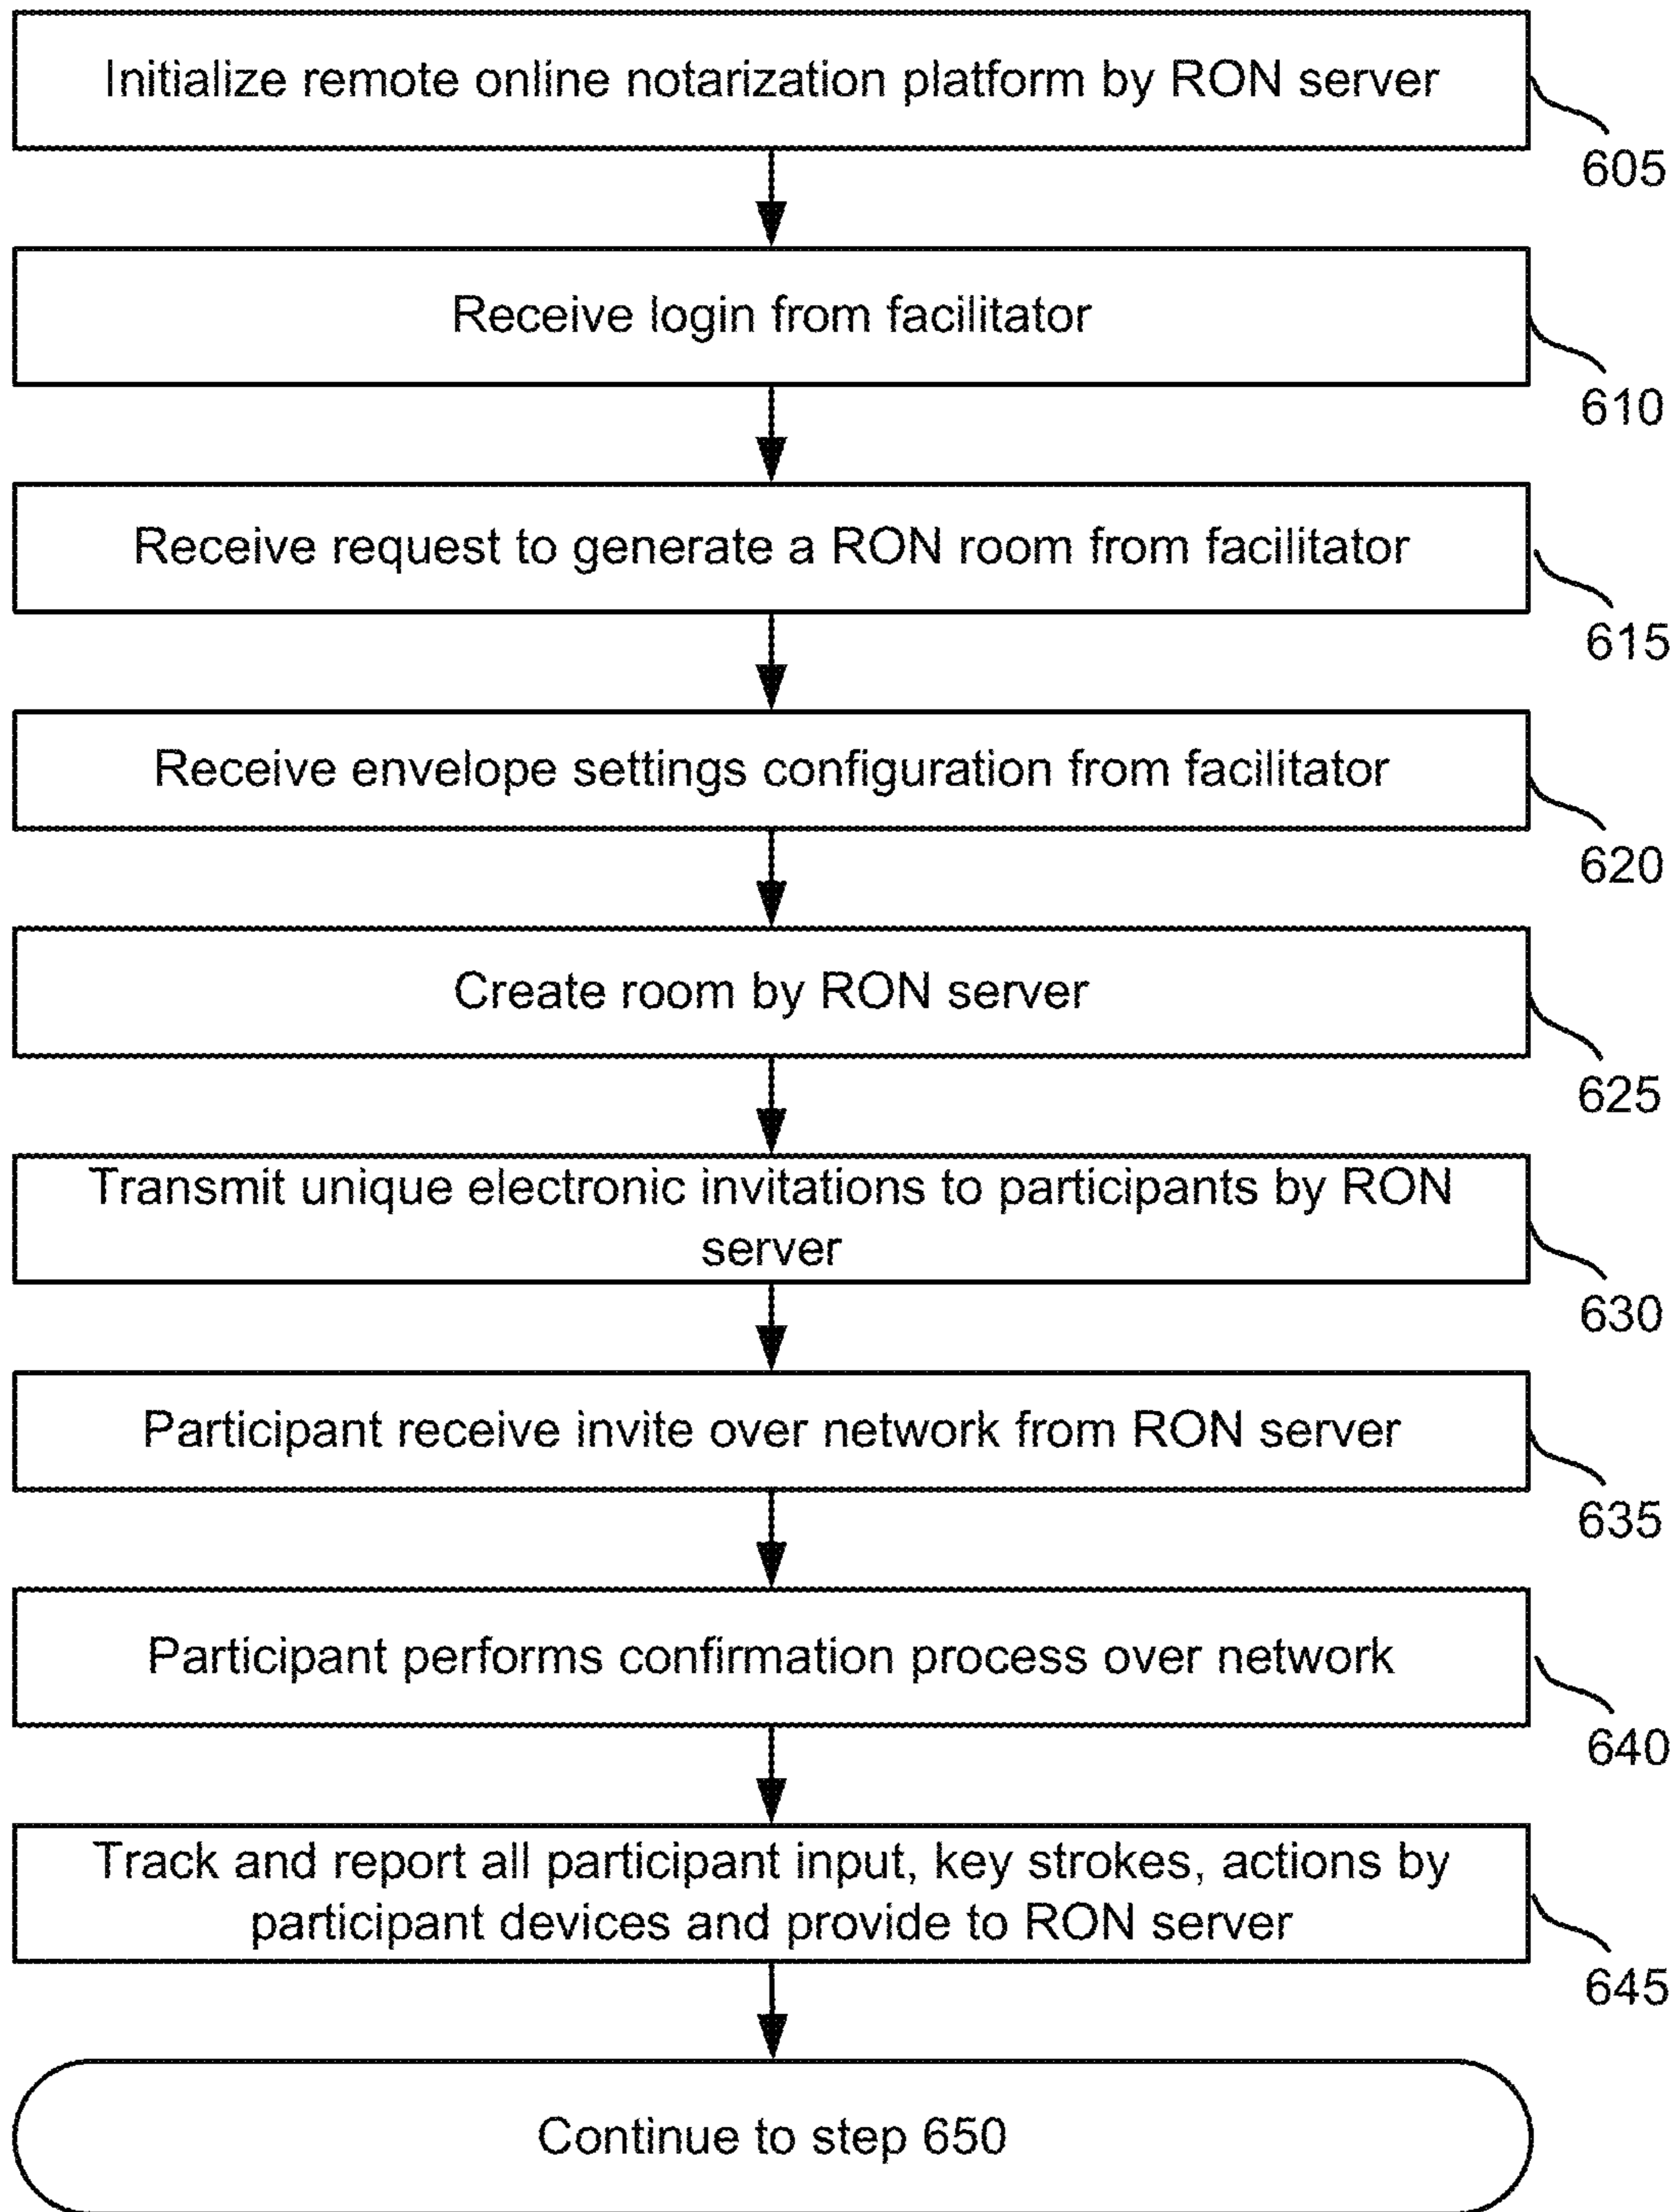 Initialize remote online notarization platform by RON server
605
Receive login from facilitator
610
Receive request to generate a RON room from facilitator
615
Receive envelope settings configuration from facilitator
620
Create room by RON server
625
Transmit unique electronic invitations to participants by RON
server
630
Participant receive invite over network from RON server
635
Participant performs confirmation process over network
640
Track and report all participant input, key strokes, actions by
participant devices and provide to RON server
645
Continue to step 650